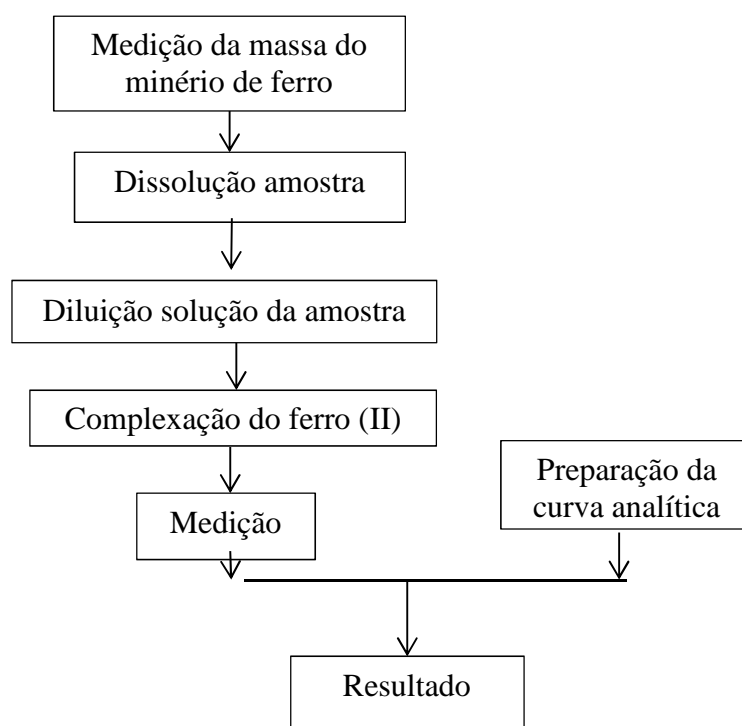 Medição da massa do
minério de ferro
Dissolução amostra
Diluição solução da amostra
Complexação do ferro (II)
Medição
Preparação da
curva analítica
Resultado